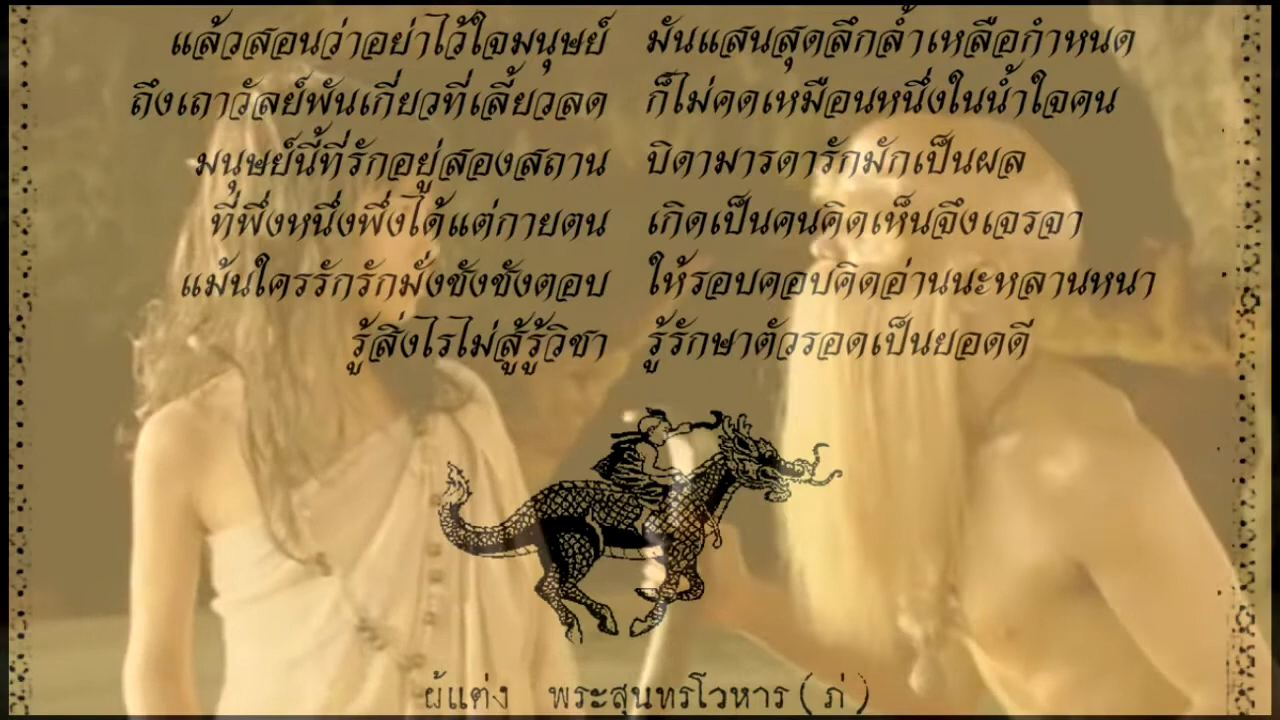 แล้วสอนว่าอย่าไว้ใจมนุษย์ มันแสนสุดลึกล้ำเหลือกำหนด
ถึงเถาวัลย์พันเกี่ยวที่เลี้ยวลด ก็ไม่คดเหมือนหนึ่งในน้ำใจคน
มนุษย์นี้ที่รักอยู่สองสถาน บิดามารดารักมักเป็นผล
ที่พึ่งหนึ่งพึ่งได้แต่กายตน เกิดเป็นคนคิดเห็นจึงเจรจา
แม้นใครรักรักมั่งชังชังตอบ ให้รอบคอบคิดอ่านนะหลานหนา
รู้สิ่งไรไม่สู้รู้วิชา รู้รักษาตัวรอดเป็นยอดดี
ผู้แต่ง พระสุนทรโวหาร (ภู่)